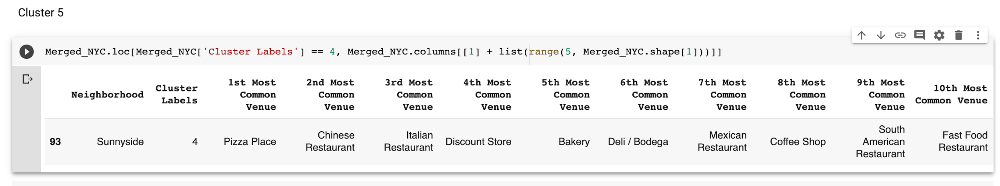 Cluster 5
Merged_NYC.loc[Merged_NYC['Cluster Labels'] == 4, Merged_NYC.columns[[1] + list(range(5, Merged_NYC.shape[1]))]]
Neighborhood Cluster Labels 1st Most Common Venue 2nd Most Common Venue 3rd Most Common Venue 4th Most Common Venue 5th Most Common Venue 6th Most Common Venue 7th Most Common Venue 8th Most Common Venue 9th Most Common Venue 10th Most Common Venue
93 Sunnyside 4 Pizza Place Chinese Restaurant Italian Restaurant Discount Store Bakery Deli / Bodega Mexican Restaurant Coffee Shop South American Restaurant Fast Food Restaurant